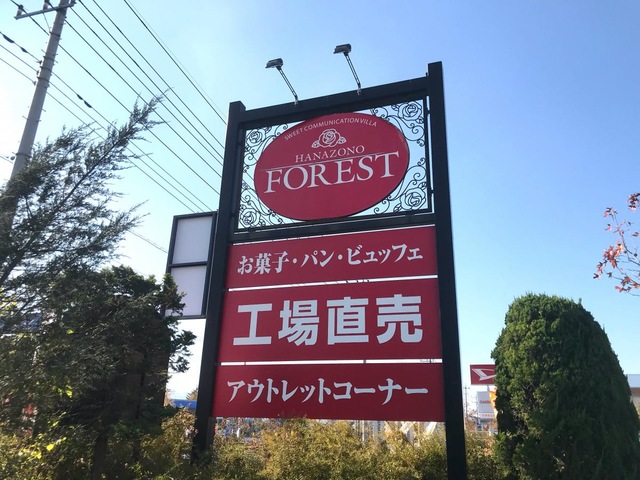 SWEET COMMUNICATION VILLA
HANAZONO
FOREST
お菓子・パン・ビュッフェ
工場直売
アウトレットコーナー